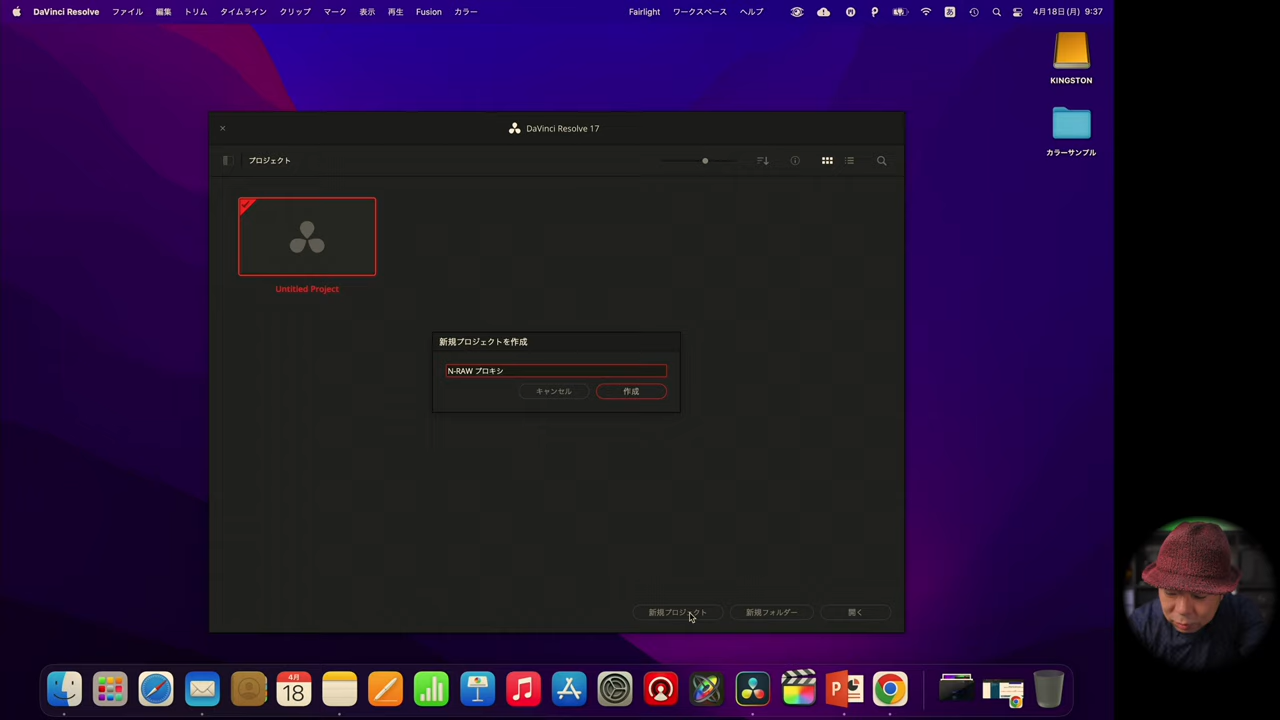 DaVinci Resolve ファイル 編集 トリム タイムライン クリップ マーク 表示 再生 Fusion カラー Fairlight ワークスペース ヘルプ あ 4月18日(月) 9:37
KINGSTON
カラーサンプル
DaVinci Resolve 17
プロジェクト
Untitled Project
新規プロジェクトを作成
N-RAW プロキシ
キャンセル 作成
新規プロジェクト 新規フォルダー 開く
4月
18